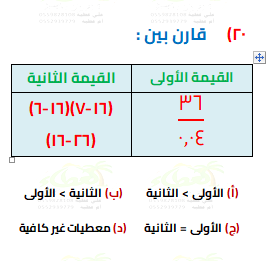 ٢٠) قارن بين :
القيمة الأولى القيمة الثانية
٣٦ (١٦-٧)(١٦-٦)
٠,٠٤ (٢٦-١٦)
(أ) الأولى > الثانية (ب) الثانية > الأولى
(ج) الأولى = الثانية (د) معطيات غير كافية